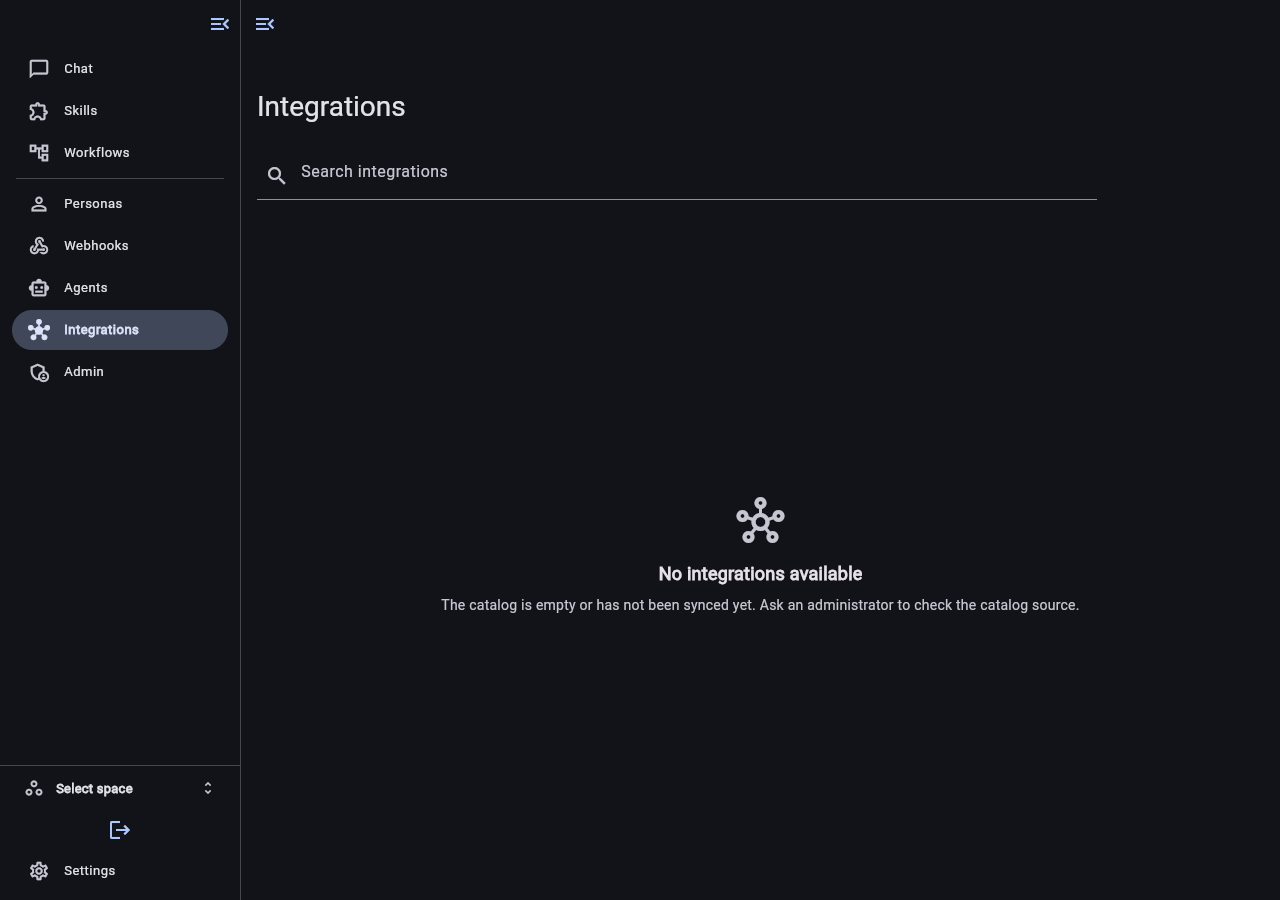 Chat
Skills
Workflows
Personas
Webhooks
Agents
Integrations
Admin
Select space
Settings
Integrations
Search integrations
No integrations available
The catalog is empty or has not been synced yet. Ask an administrator to check the catalog source.